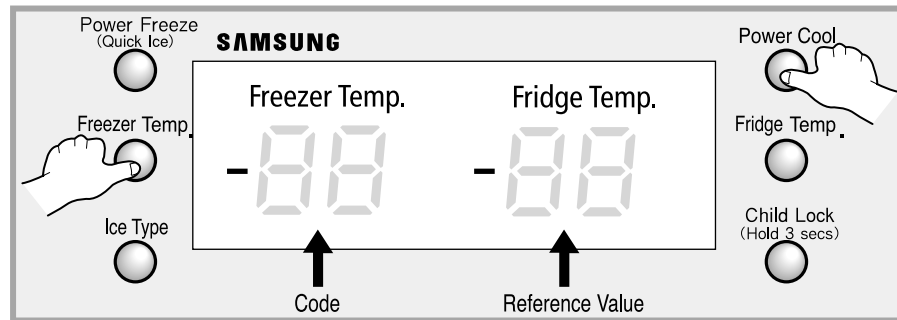 Power Freeze
(Quick Ice)
SAMSUNG
Power Cool
Freezer Temp.
Fridge Temp.
Freezer Temp.
Fridge Temp.
-88
-88
Ice Type
Child Lock
(Hold 3 secs)
Code
Reference Value